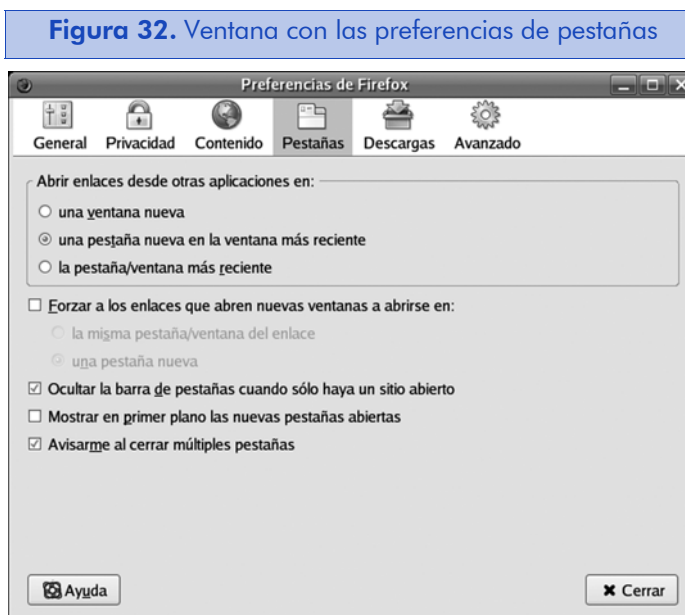 Figura 32. Ventana con las preferencias de pestañas
Preferencias de Firefox
General Privacidad Contenido Pestañas Descargas Avanzado
Abrir enlaces desde otras aplicaciones en:
una ventana nueva
una pestaña nueva en la ventana más reciente
la pestaña/ventana más reciente
Forzar a los enlaces que abren nuevas ventanas a abrirse en:
la misma pestaña/ventana del enlace
una pestaña nueva
Ocultar la barra de pestañas cuando sólo haya un sitio abierto
Mostrar en primer plano las nuevas pestañas abiertas
Avisarme al cerrar múltiples pestañas
Ayuda Cerrar